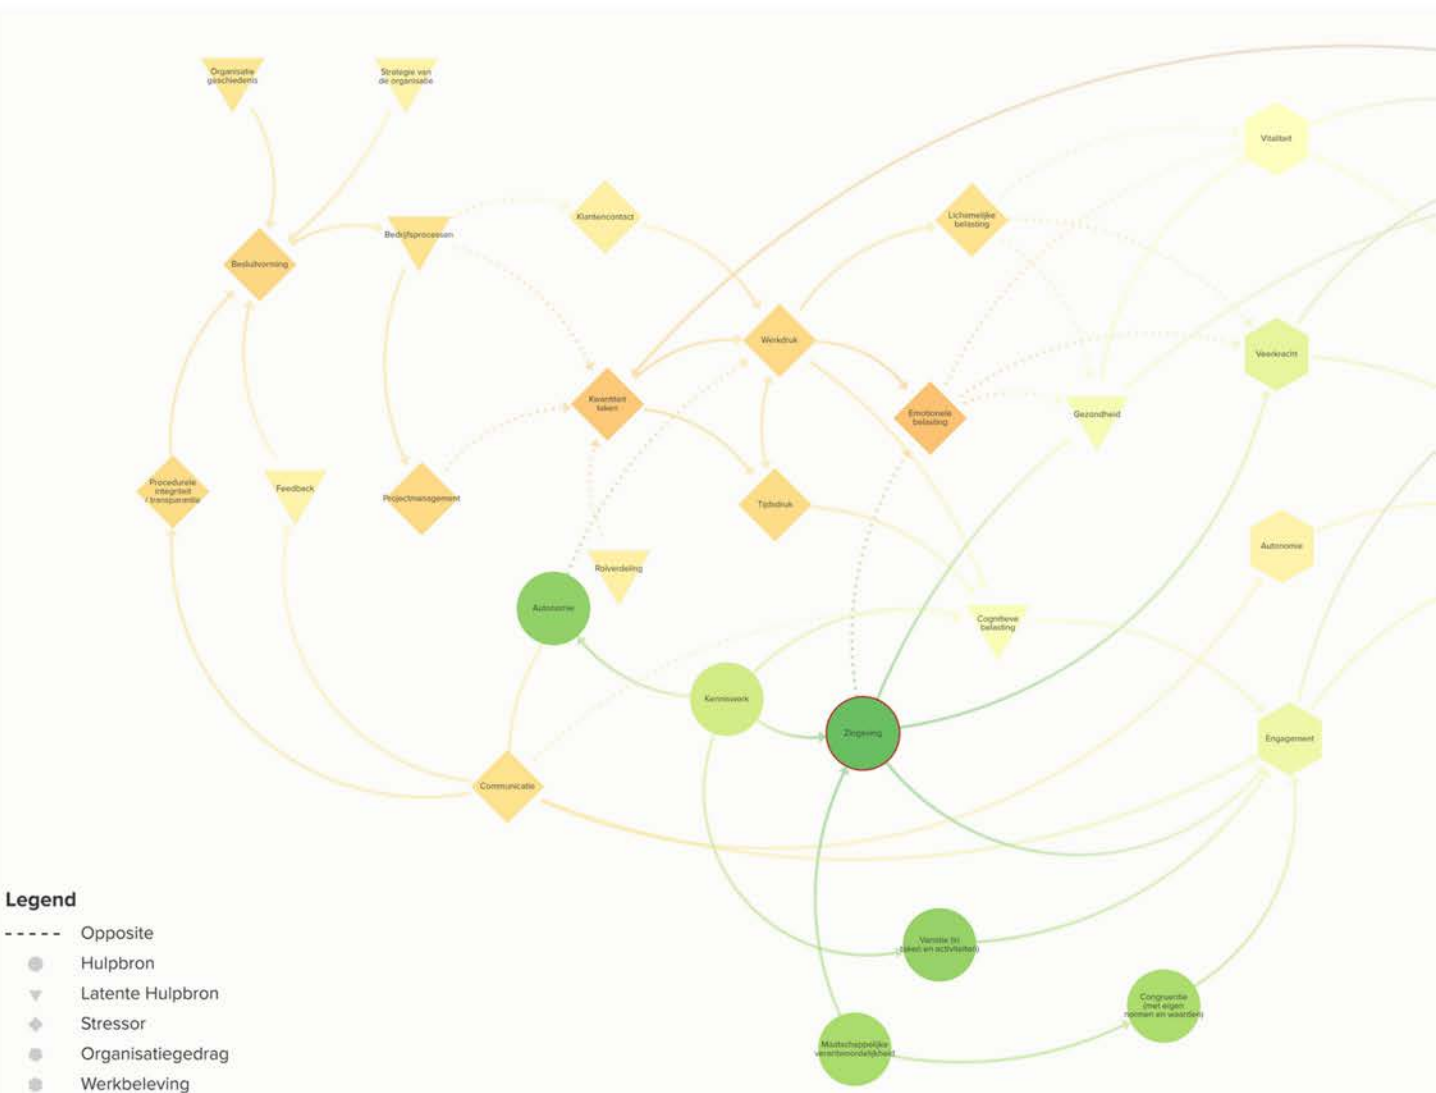 Organisatie
geschiedenis
Strategie van
de organisatie
Vitaliteit
Klantencontact
Lichamelijke
belasting
Bedrijfsprocessen
Besluitvorming
Werkdruk
Veerkracht
Kwantiteit
taken
Emotionele
belasting
Gezondheid
Procedurele
integriteit
/ transparantie
Feedback
Projectmanagement
Tijdsdruk
Autonomie
Rolverdeling
Autonomie
Cognitieve
belasting
Kenniswerk
Zingeving
Engagement
Communicatie
Legend
Opposite
Hulpbron
Latente Hulpbron
Stressor
Organisatiegedrag
Werkbeleving
Variatie (in
taken en activiteiten)
Congruentie
(met eigen
normen en waarden)
Maatschappelijke
verantwoordelijkheid